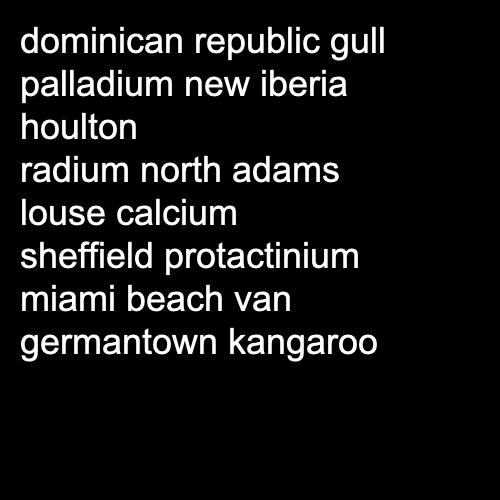 dominican republic gull
palladium new iberia
houlton
radium north adams
louse calcium
sheffield protactinium
miami beach van
germantown kangaroo